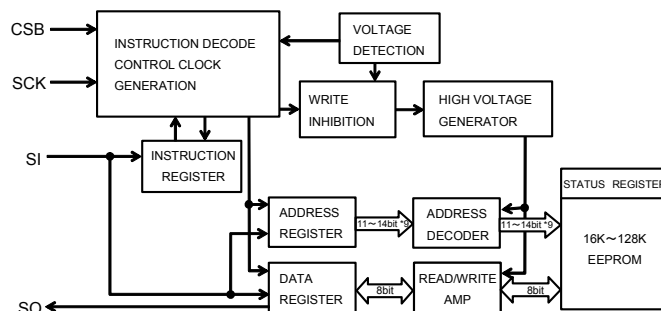 CSB
SCK
SI
SO
INSTRUCTION DECODE
CONTROL CLOCK
GENERATION
VOLTAGE
DETECTION
WRITE
INHIBITION
HIGH VOLTAGE
GENERATOR
INSTRUCTION
REGISTER
ADDRESS
REGISTER
11～14bit *9
ADDRESS
DECODER
11～14bit *9
DATA
REGISTER
8bit
READ/WRITE
AMP
8bit
STATUS REGISTER
16K～128K
EEPROM